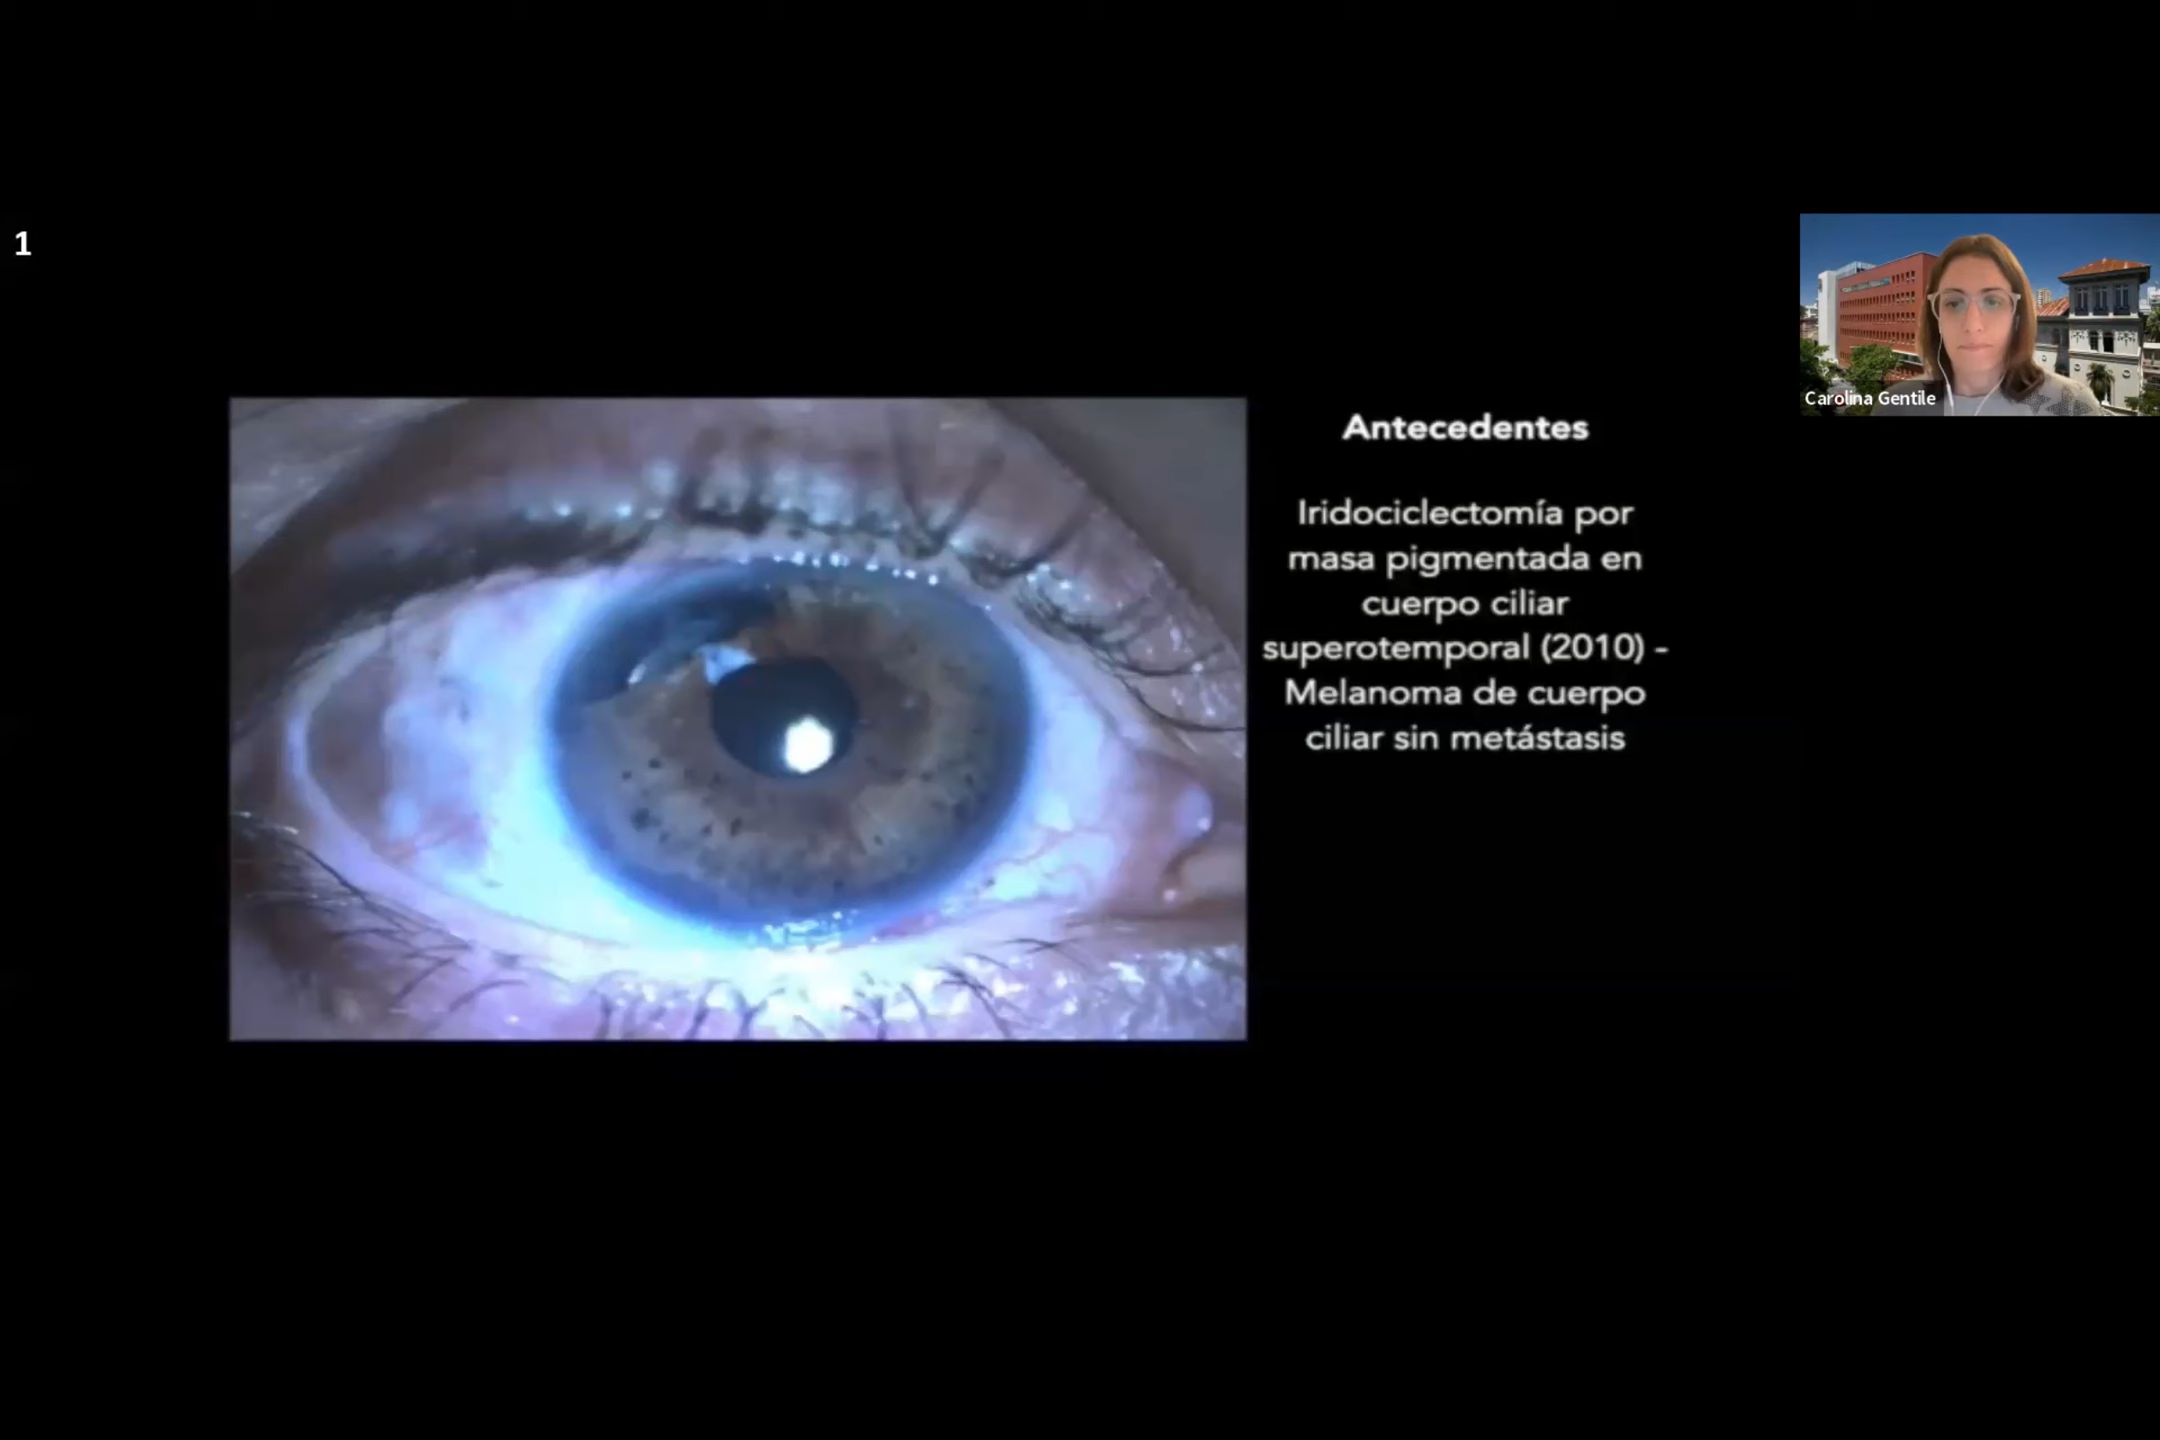 1
Carolina Gentile
Antecedentes
Iridociclectomía por
masa pigmentada en
cuerpo ciliar
superotemporal (2010) -
Melanoma de cuerpo
ciliar sin metástasis